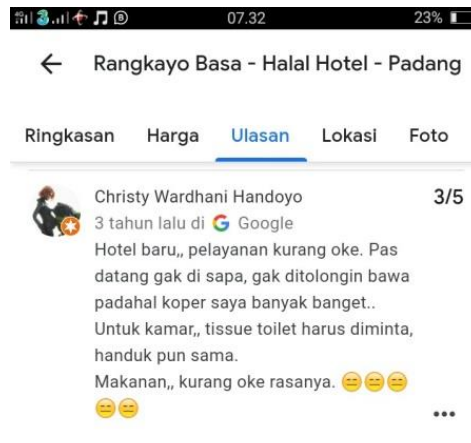 07.32
23%
Rangkayo Basa - Halal Hotel - Padang
Ringkasan Harga Ulasan Lokasi Foto
Christy Wardhani Handoyo 3/5
3 tahun lalu di Google
Hotel baru,, pelayanan kurang oke. Pas
datang gak di sapa, gak ditolongin bawa
padahal koper saya banyak banget..
Untuk kamar,, tissue toilet harus diminta,
handuk pun sama.
Makanan,, kurang oke rasanya. 😑😑😑
😑😑